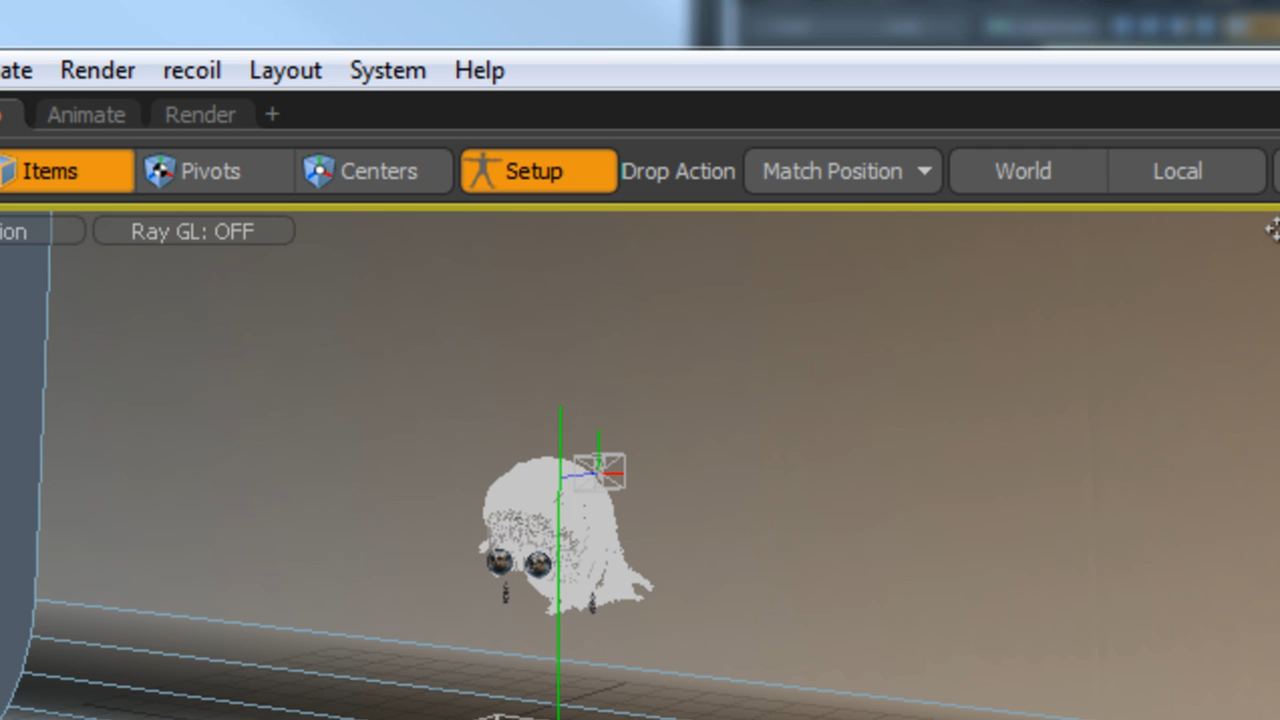 ate Render recoil Layout System Help
Animate Render +
Items Pivots Centers Setup Drop Action Match Position World Local
ion Ray GL: OFF